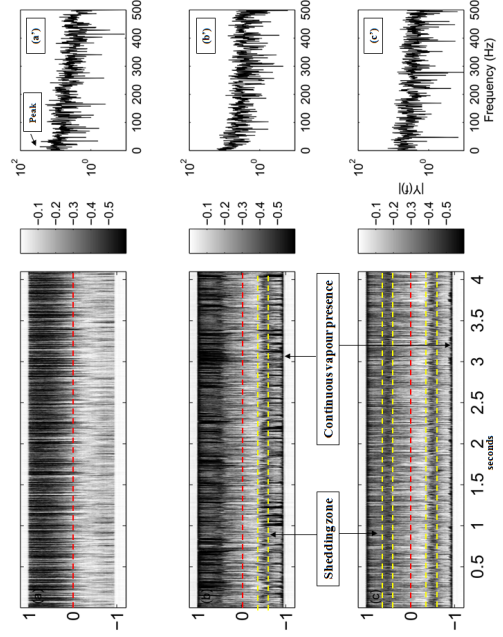 1
0
−1
(a)
−0.1
−0.2
−0.3
−0.4
−0.5
10²
10⁰
Peak
(a')
0 100 200 300 400 500
1
0
−1
(b)
−0.1
−0.2
−0.3
−0.4
−0.5
10²
10⁰
(b')
0 100 200 300 400 500
Shedding zone
Continuous vapour presence
1
0
−1
(c)
−0.1
−0.2
−0.3
−0.4
−0.5
10²
10⁰
|Y(f)|
(c')
0 100 200 300 400 500
0.5 1 1.5 2 2.5 3 3.5 4
seconds
Frequency (Hz)